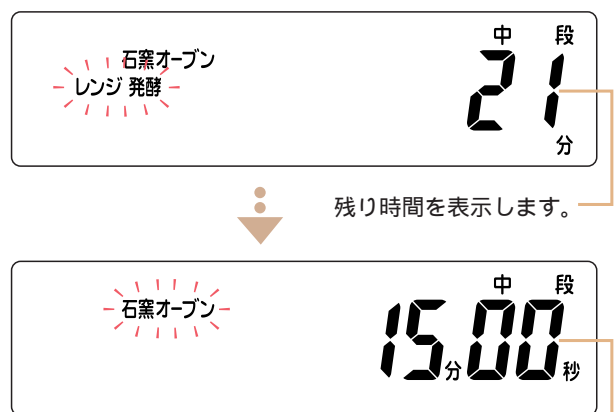 中 段
石窯オーブン
レンジ 発酵
21
分
残り時間を表示します。
中 段
石窯オーブン
15分00秒